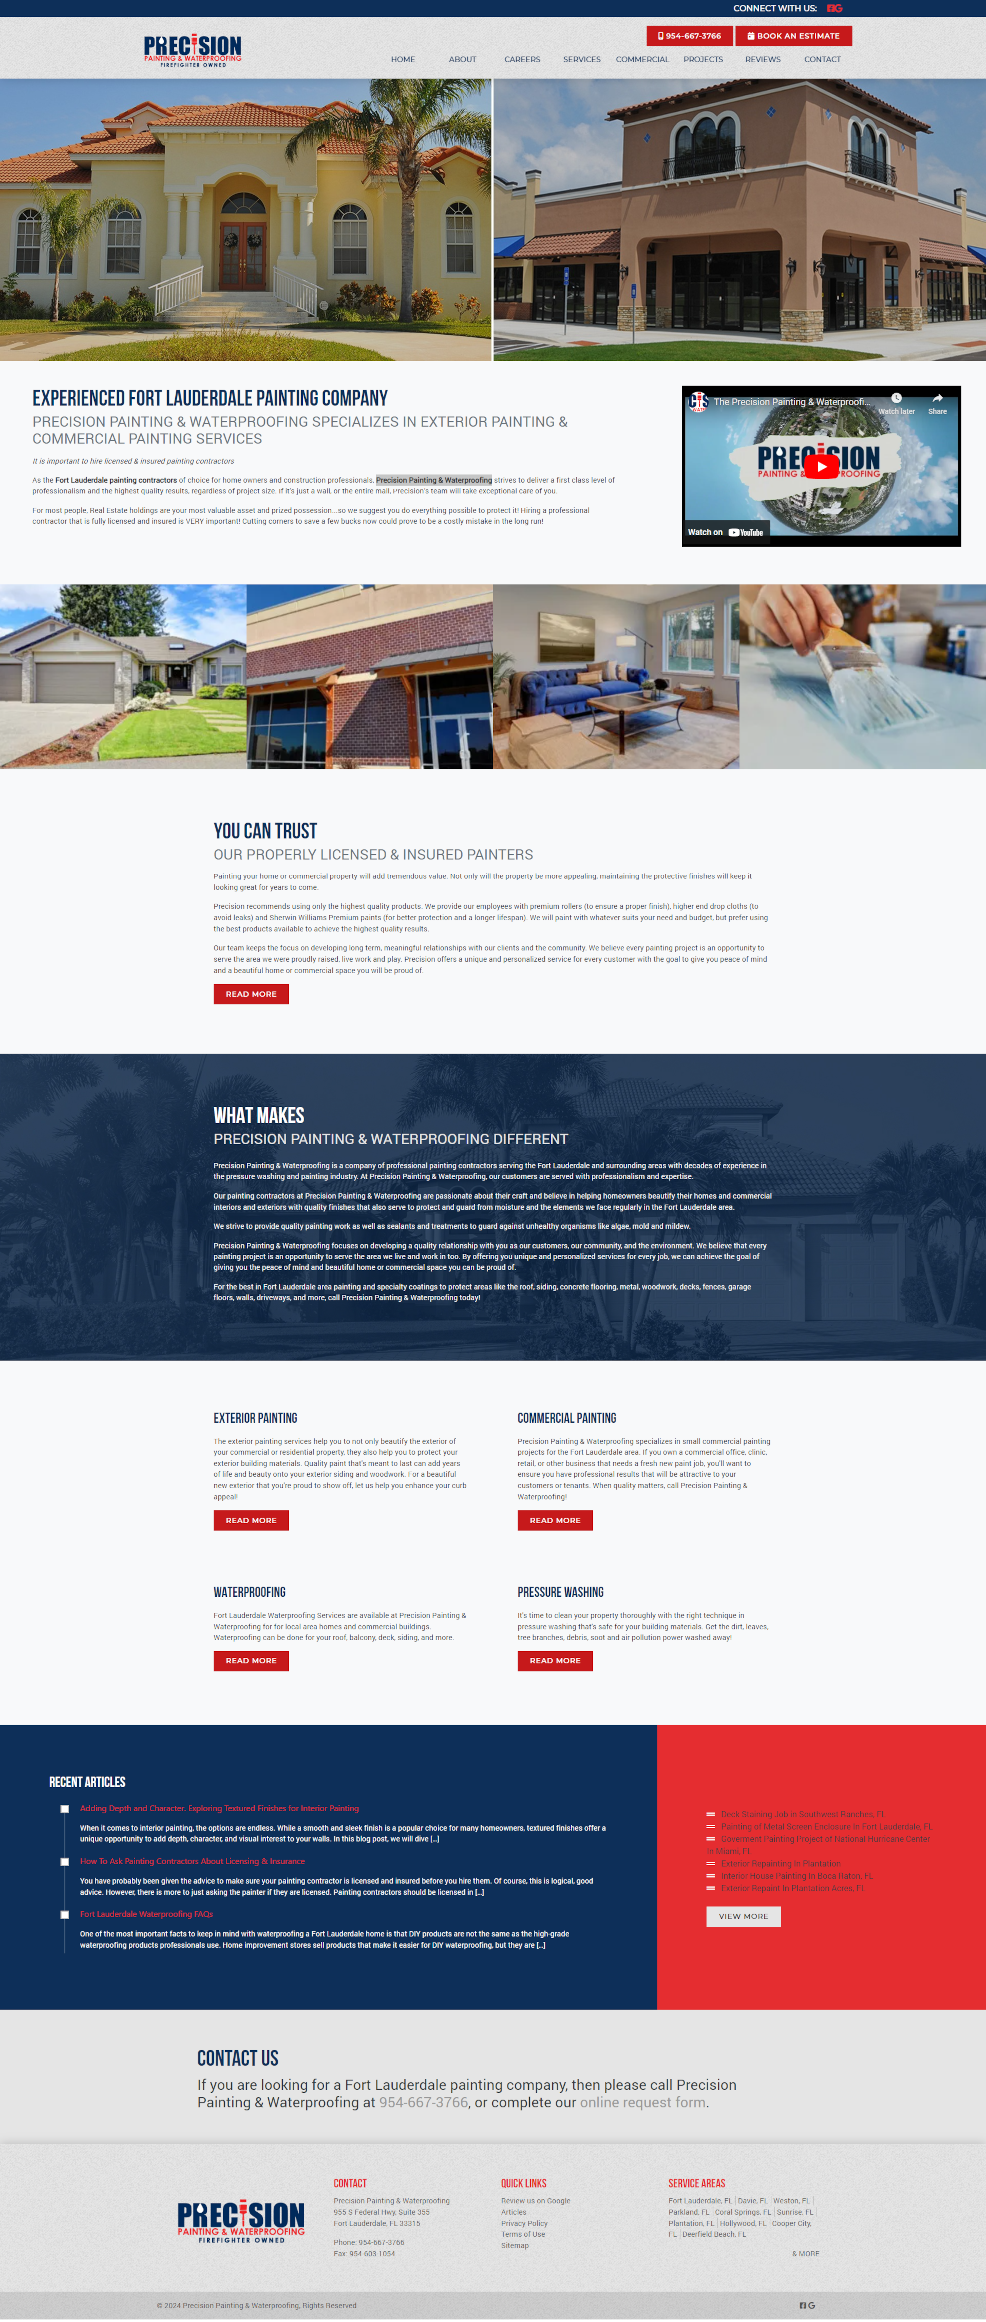 CONNECT WITH US:
PRECISION
PAINTING & WATERPROOFING
FIREFIGHTER OWNED
954-667-3766
BOOK AN ESTIMATE
HOME ABOUT CAREERS SERVICES COMMERCIAL PROJECTS REVIEWS CONTACT
EXPERIENCED FORT LAUDERDALE PAINTING COMPANY
PRECISION PAINTING & WATERPROOFING SPECIALIZES IN EXTERIOR PAINTING &
COMMERCIAL PAINTING SERVICES
It is important to hire licensed & insured painting contractors
As the Fort Lauderdale painting contractors of choice for home owners and construction professionals, Precision Painting & Waterproofing strives to deliver a first class level of
professionalism and the highest quality results, regardless of project size. If it's just a wall, or the entire mall, Precision's team will take exceptional care of you.
For most people, Real Estate holdings are your most valuable asset and prized possession...so we suggest you do everything possible to protect it! Hiring a professional
contractor that is fully licensed and insured is VERY important! Cutting corners to save a few bucks now could prove to be a costly mistake in the long run!
The Precision Painting & Waterproofi...
Watch later
Share
Watch on YouTube
YOU CAN TRUST
OUR PROPERLY LICENSED & INSURED PAINTERS
Painting your home or commercial property will add tremendous value. Not only will the property be more appealing, maintaining the protective finishes will keep it
looking great for years to come.
Precision recommends using only the highest quality products. We provide our employees with premium rollers (to ensure a proper finish), higher end drop cloths (to
avoid leaks) and Sherwin Williams Premium paints (for better protection and a longer lifespan). We will paint with whatever suits your need and budget, but prefer using
the best products available to achieve the highest quality results.
Our team keeps the focus on developing long term, meaningful relationships with our clients and the community. We believe every painting project is an opportunity to
serve the area we were proudly raised, live work and play. Precision offers a unique and personalized service for every customer with the goal to give you peace of mind
and a beautiful home or commercial space you will be proud of.
READ MORE
WHAT MAKES
PRECISION PAINTING & WATERPROOFING DIFFERENT
Precision Painting & Waterproofing is a company of professional painting contractors serving the Fort Lauderdale and surrounding areas with decades of experience in
the pressure washing and painting industry. At Precision Painting & Waterproofing, our customers are served with professionalism and expertise.
Our painting contractors at Precision Painting & Waterproofing are passionate about their craft and believe in helping homeowners beautify their homes and commercial
interiors and exteriors with quality finishes that also serve to protect and guard from moisture and the elements we face regularly in the Fort Lauderdale area.
We strive to provide quality painting work as well as sealants and treatments to guard against unhealthy organisms like algae, mold and mildew.
Precision Painting & Waterproofing focuses on developing a quality relationship with you as our customers, our community, and the environment. We believe that every
painting project is an opportunity to serve the area we live and work in too. By offering you unique and personalized services for every job, we can achieve the goal of
giving you the peace of mind and beautiful home or commercial space you can be proud of.
For the best in Fort Lauderdale area painting and specialty coatings to protect areas like the roof, siding, concrete flooring, metal, woodwork, decks, fences, garage
floors, walls, driveways, and more, call Precision Painting & Waterproofing today!
EXTERIOR PAINTING
The exterior painting services help you to not only beautify the exterior of
your commercial or residential property, they also help you to protect your
exterior building materials. Quality paint that's meant to last can add years
of life and beauty onto your exterior siding and woodwork. For a beautiful
new exterior that you're proud to show off, let us help you enhance your curb
appeal!
READ MORE
COMMERCIAL PAINTING
Precision Painting & Waterproofing specializes in small commercial painting
projects for the Fort Lauderdale area. If you own a commercial office, clinic,
retail, or other business that needs a fresh new paint job, you'll want to
ensure you have professional results that will be attractive to your
customers or tenants. When quality matters, call Precision Painting &
Waterproofing!
READ MORE
WATERPROOFING
Fort Lauderdale Waterproofing Services are available at Precision Painting &
Waterproofing for for local area homes and commercial buildings.
Waterproofing can be done for your roof, balcony, deck, siding, and more.
READ MORE
PRESSURE WASHING
It's time to clean your property thoroughly with the right technique in
pressure washing that's safe for your building materials. Get the dirt, leaves,
tree branches, debris, soot and air pollution power washed away!
READ MORE
RECENT ARTICLES
Adding Depth and Character: Exploring Textured Finishes for Interior Painting
When it comes to interior painting, the options are endless. While a smooth and sleek finish is a popular choice for many homeowners, textured finishes offer a
unique opportunity to add depth, character, and visual interest to your walls. In this blog post, we will dive [...]
How To Ask Painting Contractors About Licensing & Insurance
You have probably been given the advice to make sure your painting contractor is licensed and insured before you hire them. Of course, this is logical, good
advice. However, there is more to just asking the painter if they are licensed. Painting contractors should be licensed in [...]
Fort Lauderdale Waterproofing FAQs
One of the most important facts to keep in mind with waterproofing a Fort Lauderdale home is that DIY products are not the same as the high-grade
waterproofing products professionals use. Home improvement stores sell products that make it easier for DIY waterproofing, but they are [...]
Deck Staining Job in Southwest Ranches, FL
Painting of Metal Screen Enclosure in Fort Lauderdale, FL
Goverment Painting Project of National Hurricane Center
in Miami, FL
Exterior Repainting in Plantation
Interior House Painting in Boca Raton, FL
Exterior Repaint in Plantation Acres, FL
VIEW MORE
CONTACT US
If you are looking for a Fort Lauderdale painting company, then please call Precision
Painting & Waterproofing at 954-667-3766, or complete our online request form.
PRECISION
PAINTING & WATERPROOFING
FIREFIGHTER OWNED
CONTACT
Precision Painting & Waterproofing
955 S Federal Hwy, Suite 355
Fort Lauderdale, FL 33315
Phone: 954-667-3766
Fax: 954 603 1054
QUICK LINKS
Review us on Google
Articles
Privacy Policy
Terms of Use
Sitemap
SERVICE AREAS
Fort Lauderdale, FL | Davie, FL | Weston, FL |
Parkland, FL | Coral Springs, FL | Sunrise, FL |
Plantation, FL | Hollywood, FL | Cooper City,
FL | Deerfield Beach, FL
& MORE
© 2024 Precision Painting & Waterproofing, Rights Reserved